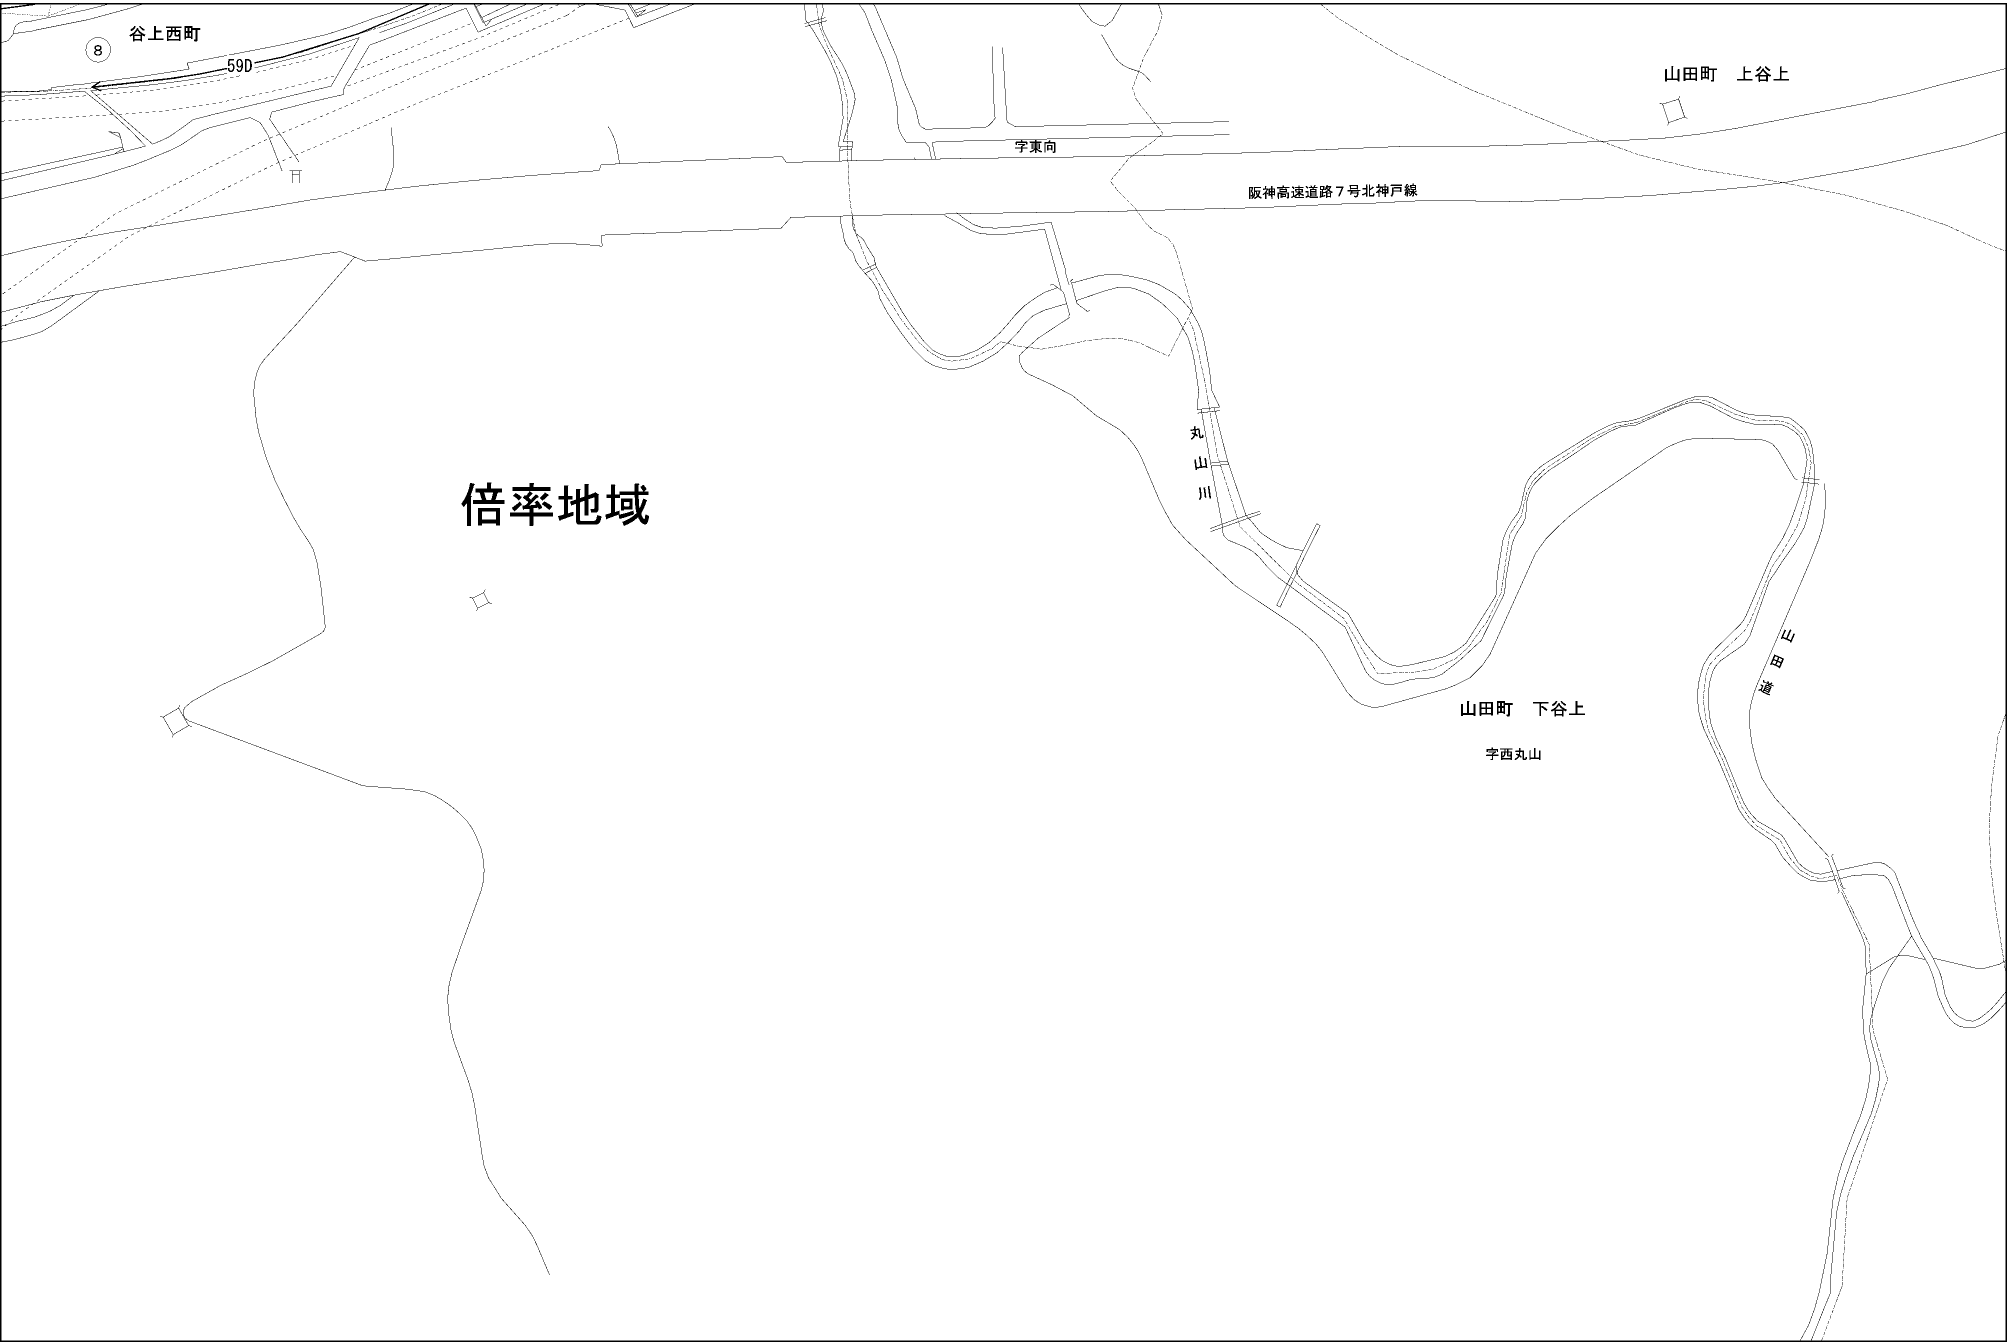 谷上西町
8
59D
山田町　上谷上
字東向
阪神高速道路７号北神戸線
丸山川
倍率地域
山田道
山田町　下谷上
字西丸山